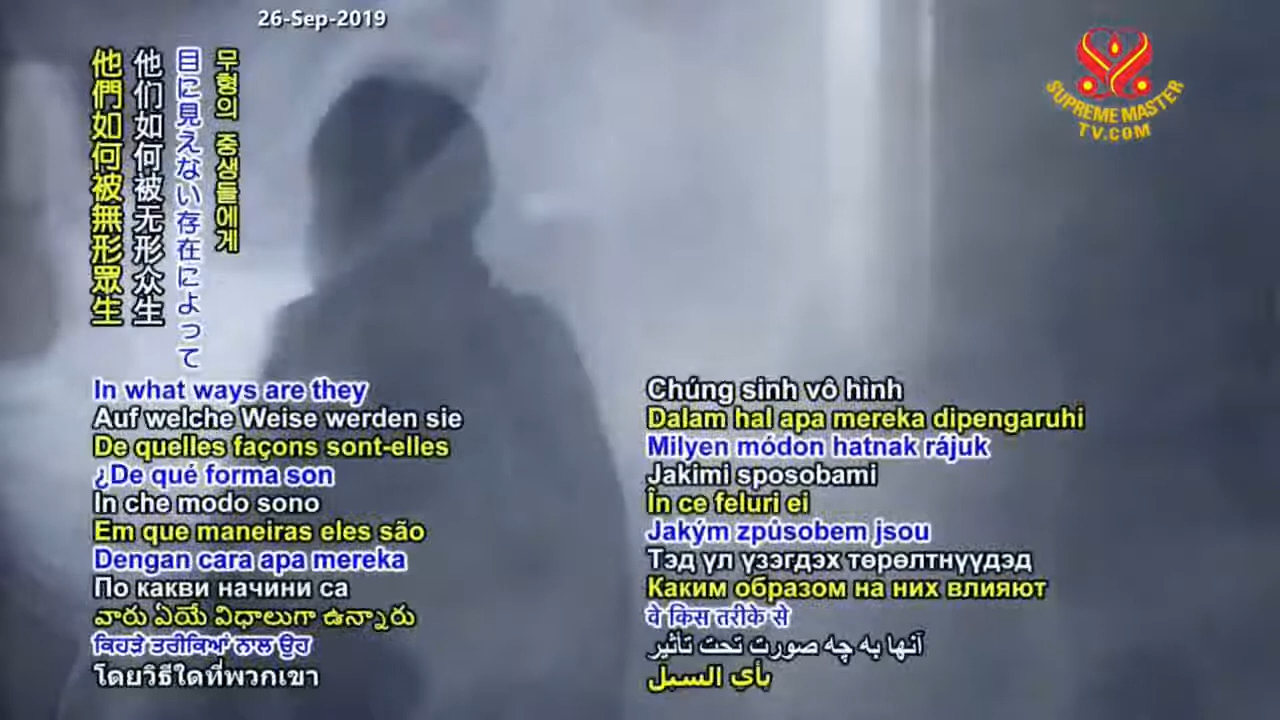 26-Sep-2019
SUPREME MASTER
TV.COM
他們如何被無形眾生
他们如何被无形众生
目に見えない存在によって
무형의 중생들에게
In what ways are they
Auf welche Weise werden sie
De quelles façons sont-elles
¿De qué forma son
In che modo sono
Em que maneiras eles são
Dengan cara apa mereka
По какви начини са
వారు ఏయే విధాలుగా ఉన్నారు
ਕਿਹੜੇ ਤਰੀਕਿਆਂ ਨਾਲ ਉਹ
โดยวิธีใดที่พวกเขา
Chúng sinh vô hình
Dalam hal apa mereka dipengaruhi
Milyen módon hatnak rájuk
Jakimi sposobami
În ce feluri ei
Jakým způsobem jsou
Тэд үл үзэгдэх төрөлтнүүдэд
Каким образом на них влияют
वे किस तरीके से
آنها به چه صورت تحت تأثیر
بأي السبل